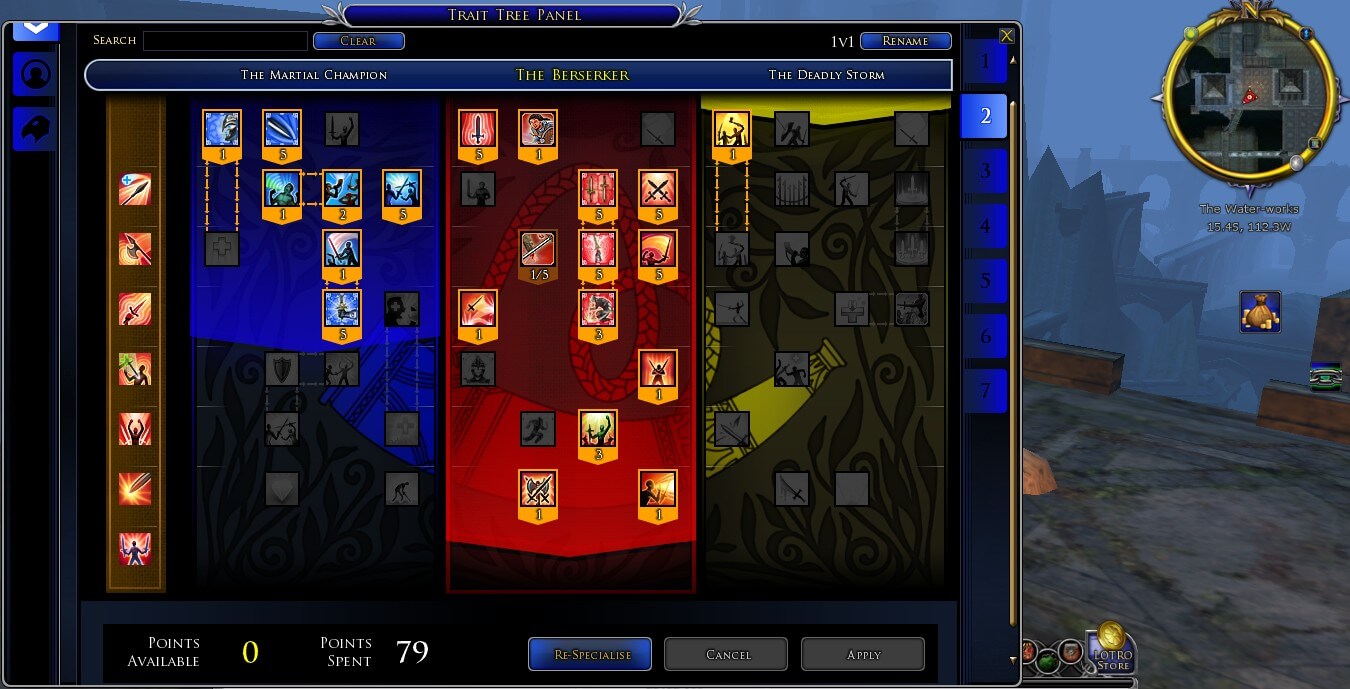 Trait Tree Panel
Search
Clear
1v1
Rename
X
N
The Martial Champion
The Berserker
The Deadly Storm
1
2
3
4
5
6
7
1 5 5 1 1
1 2 5 5 5
1 1/5 5 5
5 1 3
1
3
1 1
The Water-works
15.4S, 112.3W
Points Available
0
Points Spent
79
Re-Specialise
Cancel
Apply
LOTRO
Store